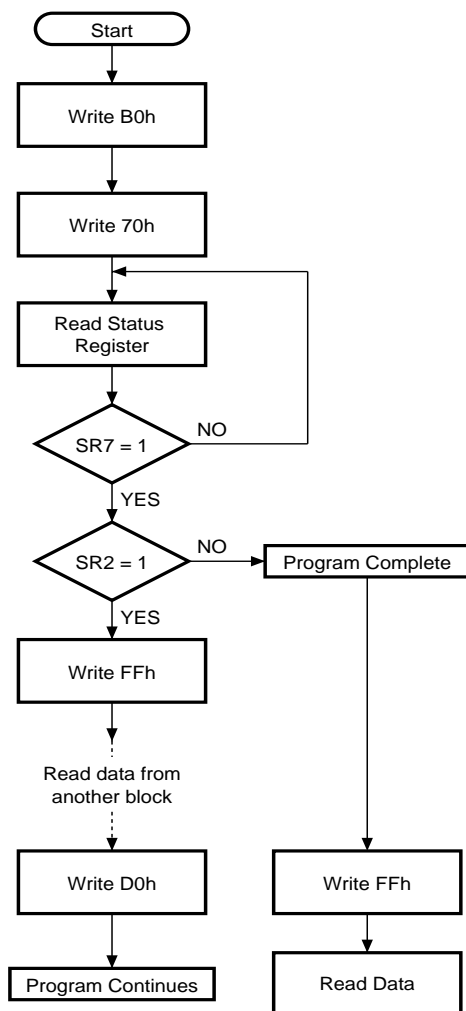 Start
Write B0h
Write 70h
Read Status
Register
SR7 = 1
NO
YES
SR2 = 1
NO
Program Complete
YES
Write FFh
Read data from
another block
Write D0h
Write FFh
Program Continues
Read Data